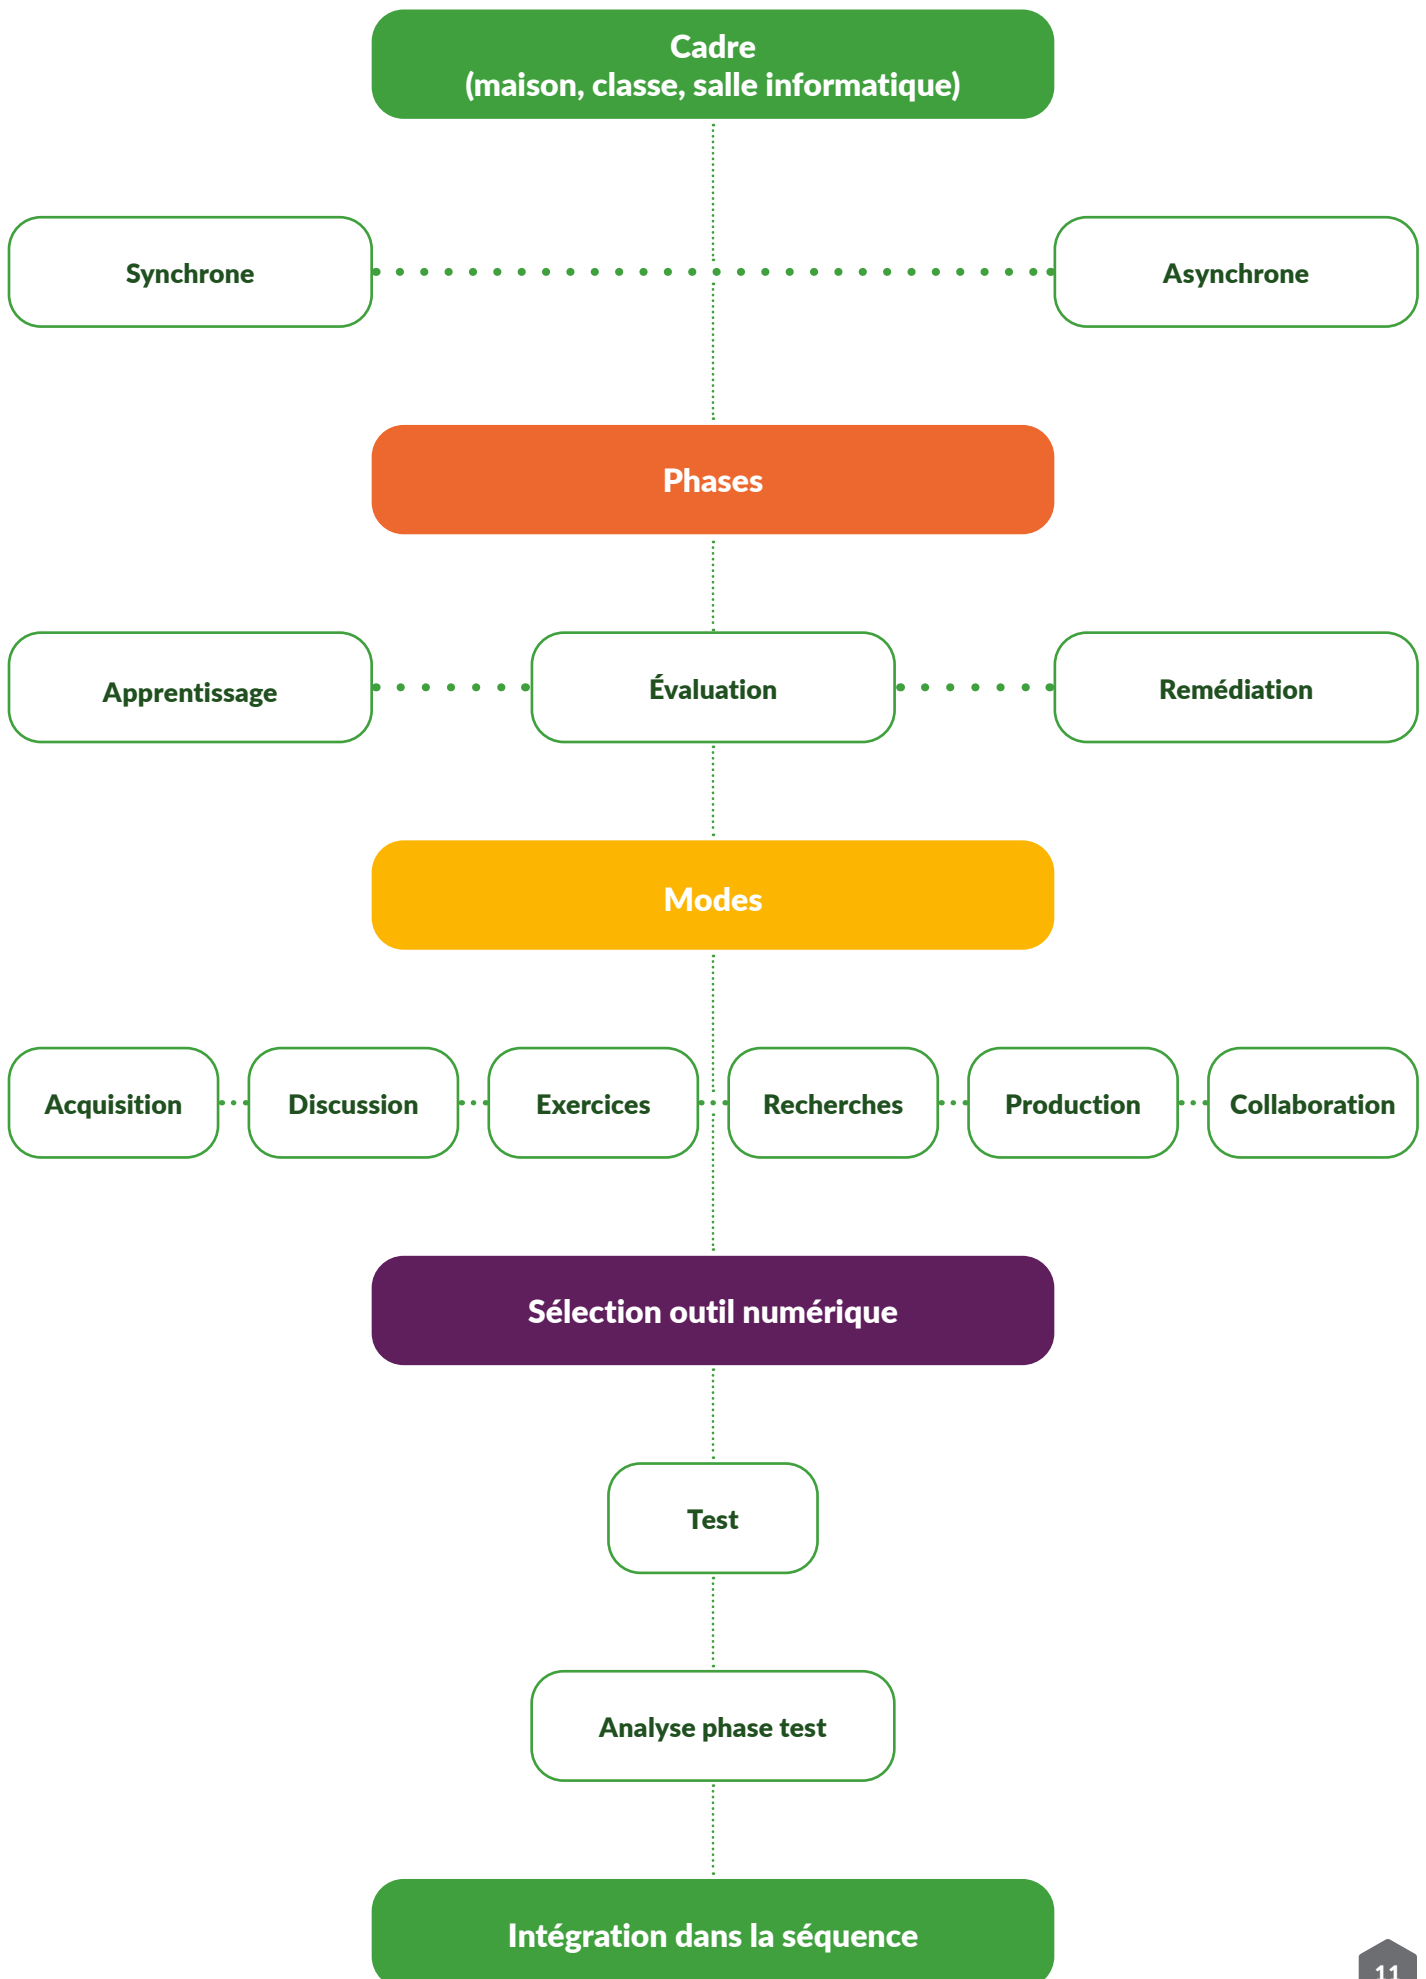 Cadre
(maison, classe, salle informatique)
Synchrone
Asynchrone
Phases
Apprentissage
Évaluation
Remédiation
Modes
Acquisition
Discussion
Exercices
Recherches
Production
Collaboration
Sélection outil numérique
Test
Analyse phase test
Intégration dans la séquence
11